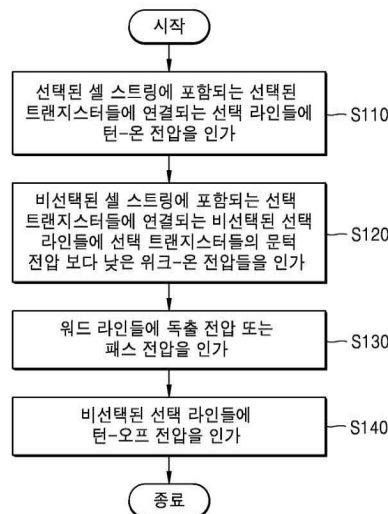 시작
선택된 셀 스트링에 포함되는 선택된
트랜지스터들에 연결되는 선택 라인들에
턴-온 전압을 인가
S110
비선택된 셀 스트링에 포함되는 선택
트랜지스터들에 연결되는 비선택된 선택
라인들에 선택 트랜지스터들의 문턱
전압 보다 낮은 위크-온 전압들을 인가
S120
워드 라인들에 독출 전압 또는
패스 전압을 인가
S130
비선택된 선택 라인들에
턴-오프 전압을 인가
S140
종료